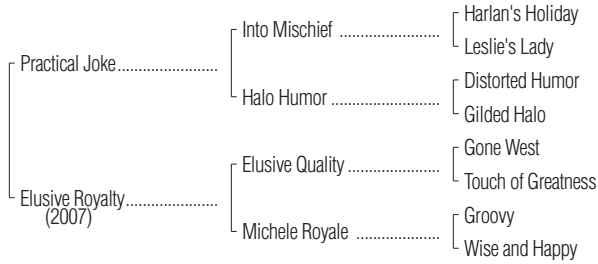 Harlan's Holiday
Into Mischief ......................
Leslie's Lady
Practical Joke......................
Distorted Humor
Halo Humor ........................
Gilded Halo
Gone West
Elusive Quality ....................
Touch of Greatness
Elusive Royalty....................
(2007)
Groovy
Michele Royale ..................
Wise and Happy